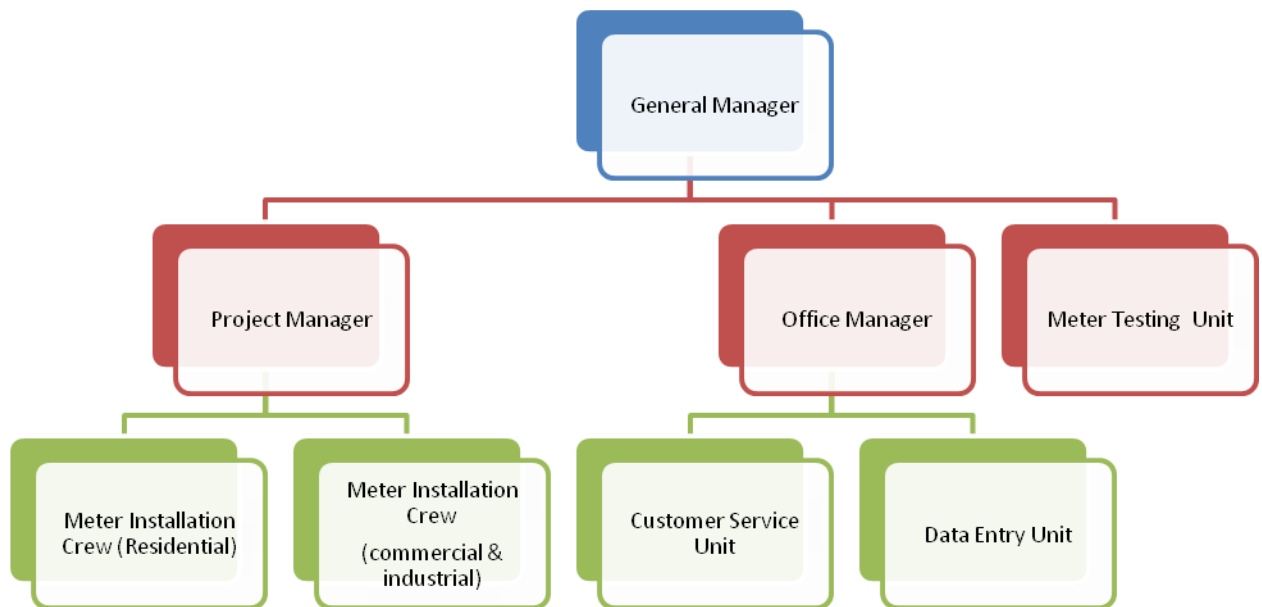 General Manager
Project Manager
Office Manager
Meter Testing Unit
Meter Installation
Crew (Residential)
Meter Installation
Crew
(commercial &
industrial)
Customer Service
Unit
Data Entry Unit